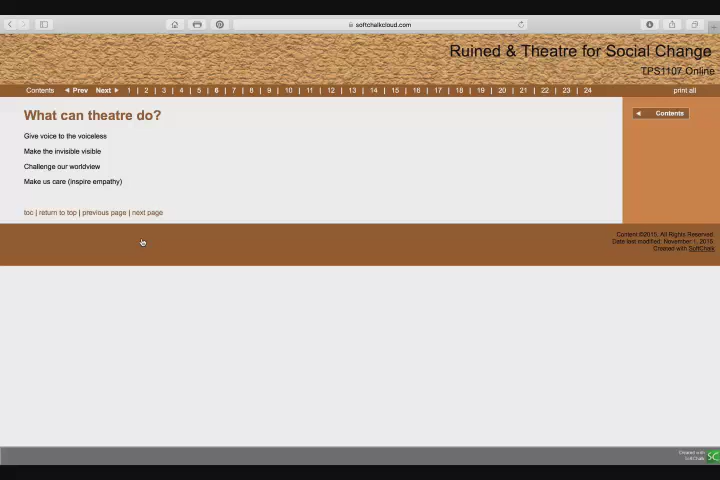 softchalkcloud.com
Ruined & Theatre for Social Change
TPS1107 Online
Contents ◄ Prev Next ► 1 | 2 | 3 | 4 | 5 | 6 | 7 | 8 | 9 | 10 | 11 | 12 | 13 | 14 | 15 | 16 | 17 | 18 | 19 | 20 | 21 | 22 | 23 | 24 print all
◄ Contents
What can theatre do?
Give voice to the voiceless
Make the invisible visible
Challenge our worldview
Make us care (inspire empathy)
toc | return to top | previous page | next page
Content ©2015. All Rights Reserved.
Date last modified: November 1, 2015.
Created with SoftChalk
Created with
SoftChalk
SC